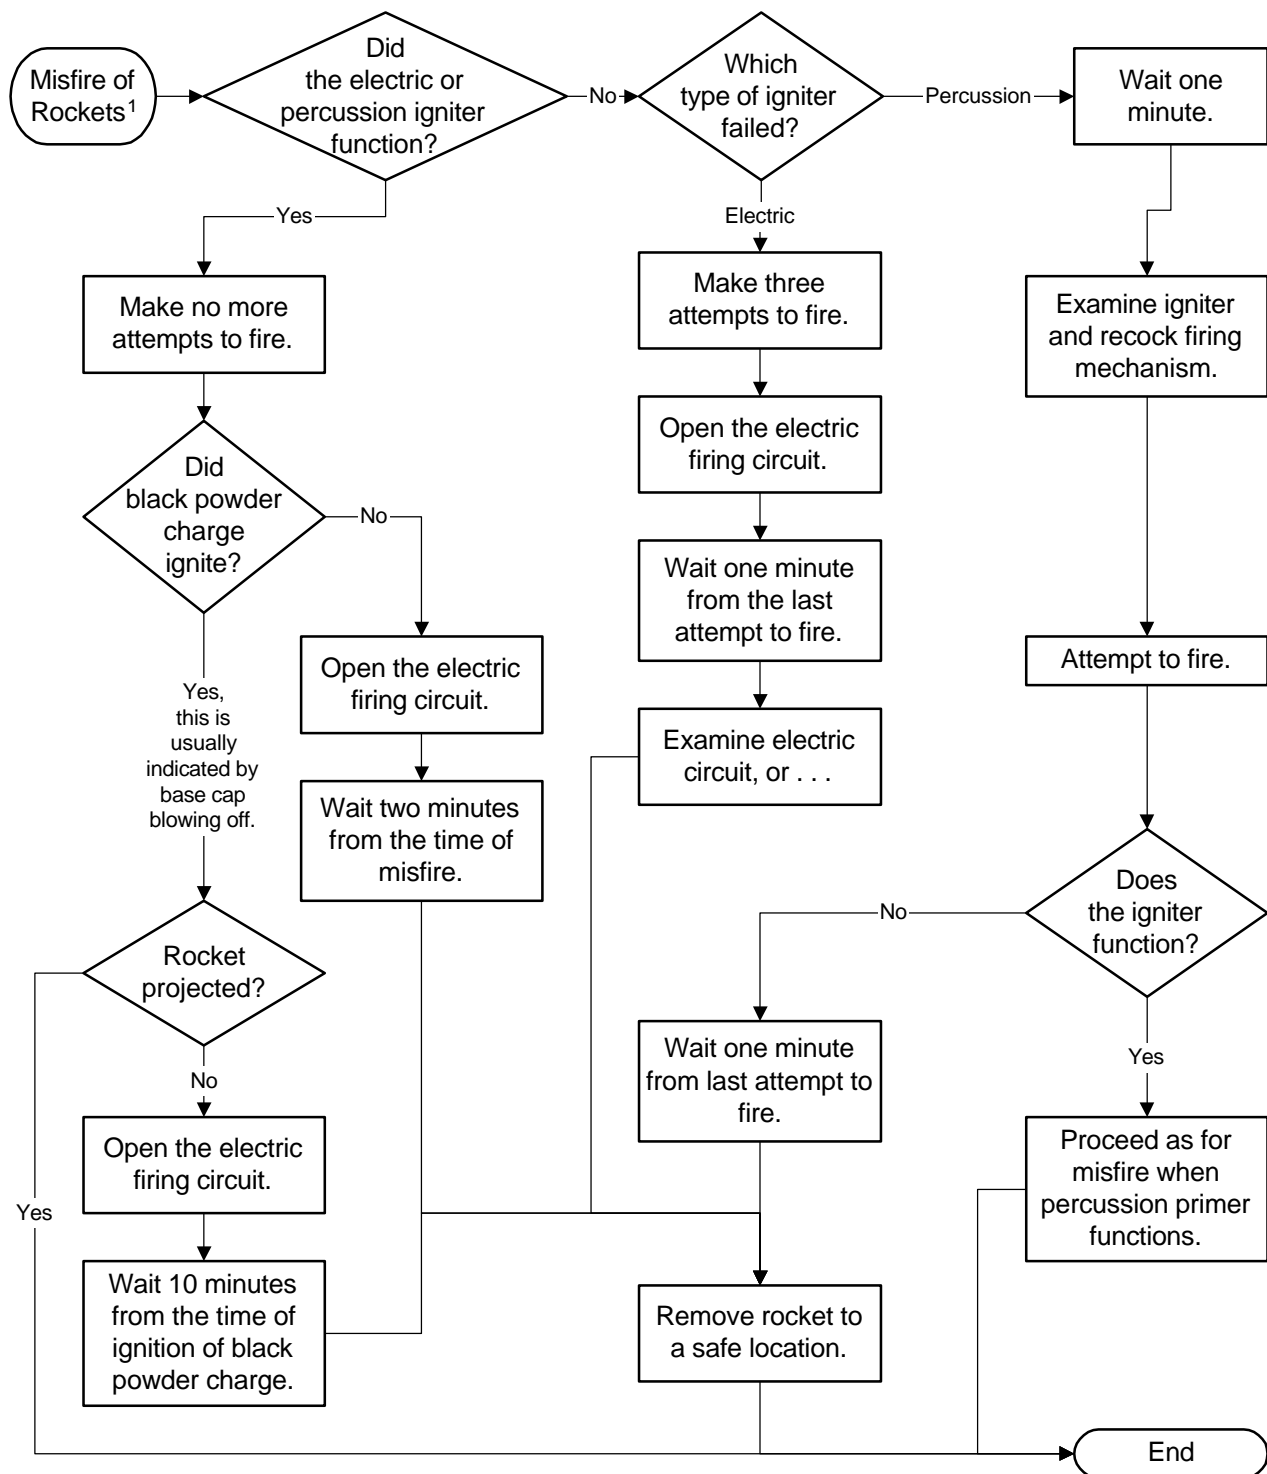 Misfire of
Rockets¹
Did
the electric or
percussion igniter
function?
No
Which
type of igniter
failed?
Percussion
Wait one
minute.
Yes
Electric
Make no more
attempts to fire.
Make three
attempts to fire.
Examine igniter
and recock firing
mechanism.
Did
black powder
charge
ignite?
No
Open the electric
firing circuit.
Wait one minute
from the last
attempt to fire.
Attempt to fire.
Yes,
this is
usually
indicated by
base cap
blowing off.
Open the electric
firing circuit.
Examine electric
circuit, or . . .
Wait two minutes
from the time of
misfire.
Does
the igniter
function?
No
Rocket
projected?
Wait one minute
from last attempt to
fire.
Yes
No
Open the electric
firing circuit.
Proceed as for
misfire when
percussion primer
functions.
Yes
Wait 10 minutes
from the time of
ignition of black
powder charge.
Remove rocket to
a safe location.
End